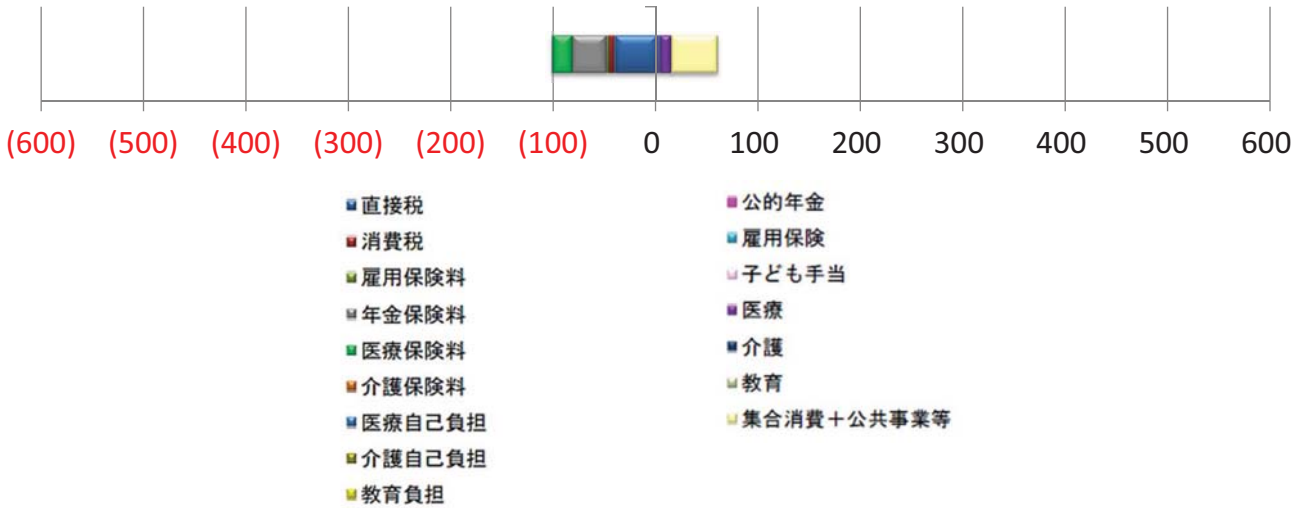 (600) (500) (400) (300) (200) (100) 0 100 200 300 400 500 600
直接税
消費税
雇用保険料
年金保険料
医療保険料
介護保険料
医療自己負担
介護自己負担
教育負担
公的年金
雇用保険
子ども手当
医療
介護
教育
集合消費＋公共事業等